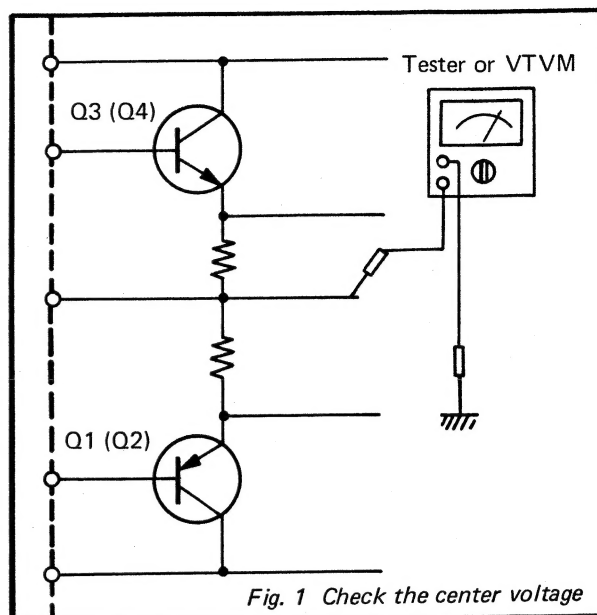 Tester or VTVM
Q3 (Q4)
Q1 (Q2)
Fig. 1 Check the center voltage